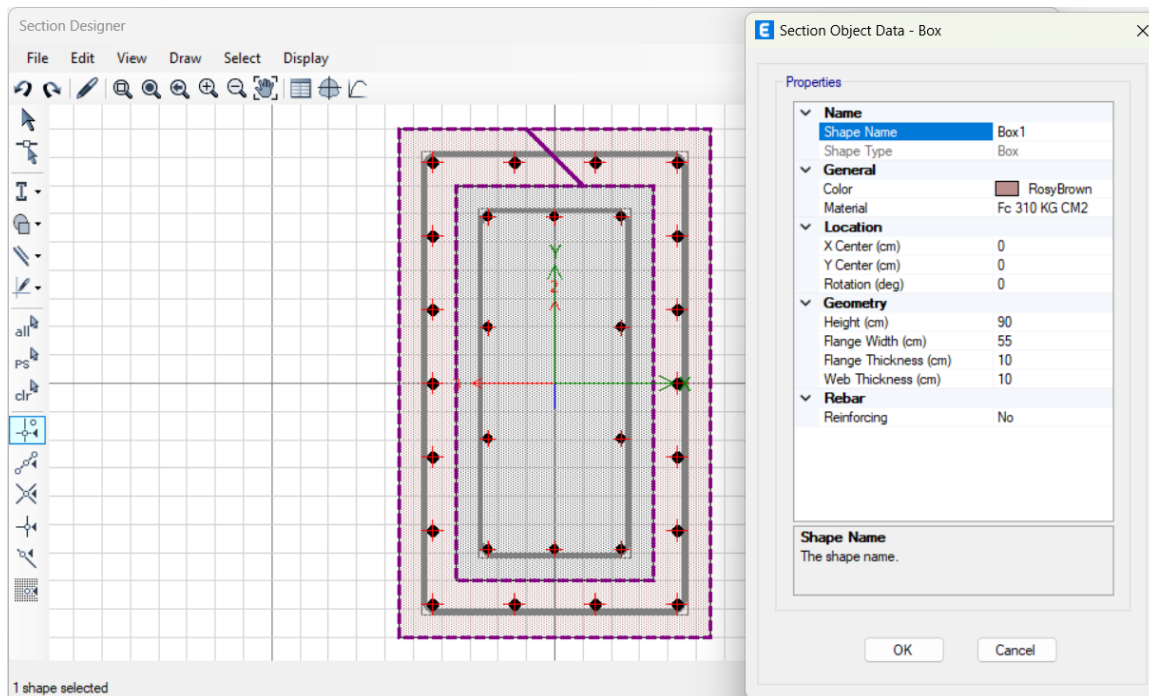 Section Designer
File Edit View Draw Select Display
all
PS
clr
Y
2
X
1 shape selected
E Section Object Data - Box
Properties
Name
Shape Name Box1
Shape Type Box
General
Color RosyBrown
Material Fc 310 KG CM2
Location
X Center (cm) 0
Y Center (cm) 0
Rotation (deg) 0
Geometry
Height (cm) 90
Flange Width (cm) 55
Flange Thickness (cm) 10
Web Thickness (cm) 10
Rebar
Reinforcing No
Shape Name
The shape name.
OK Cancel